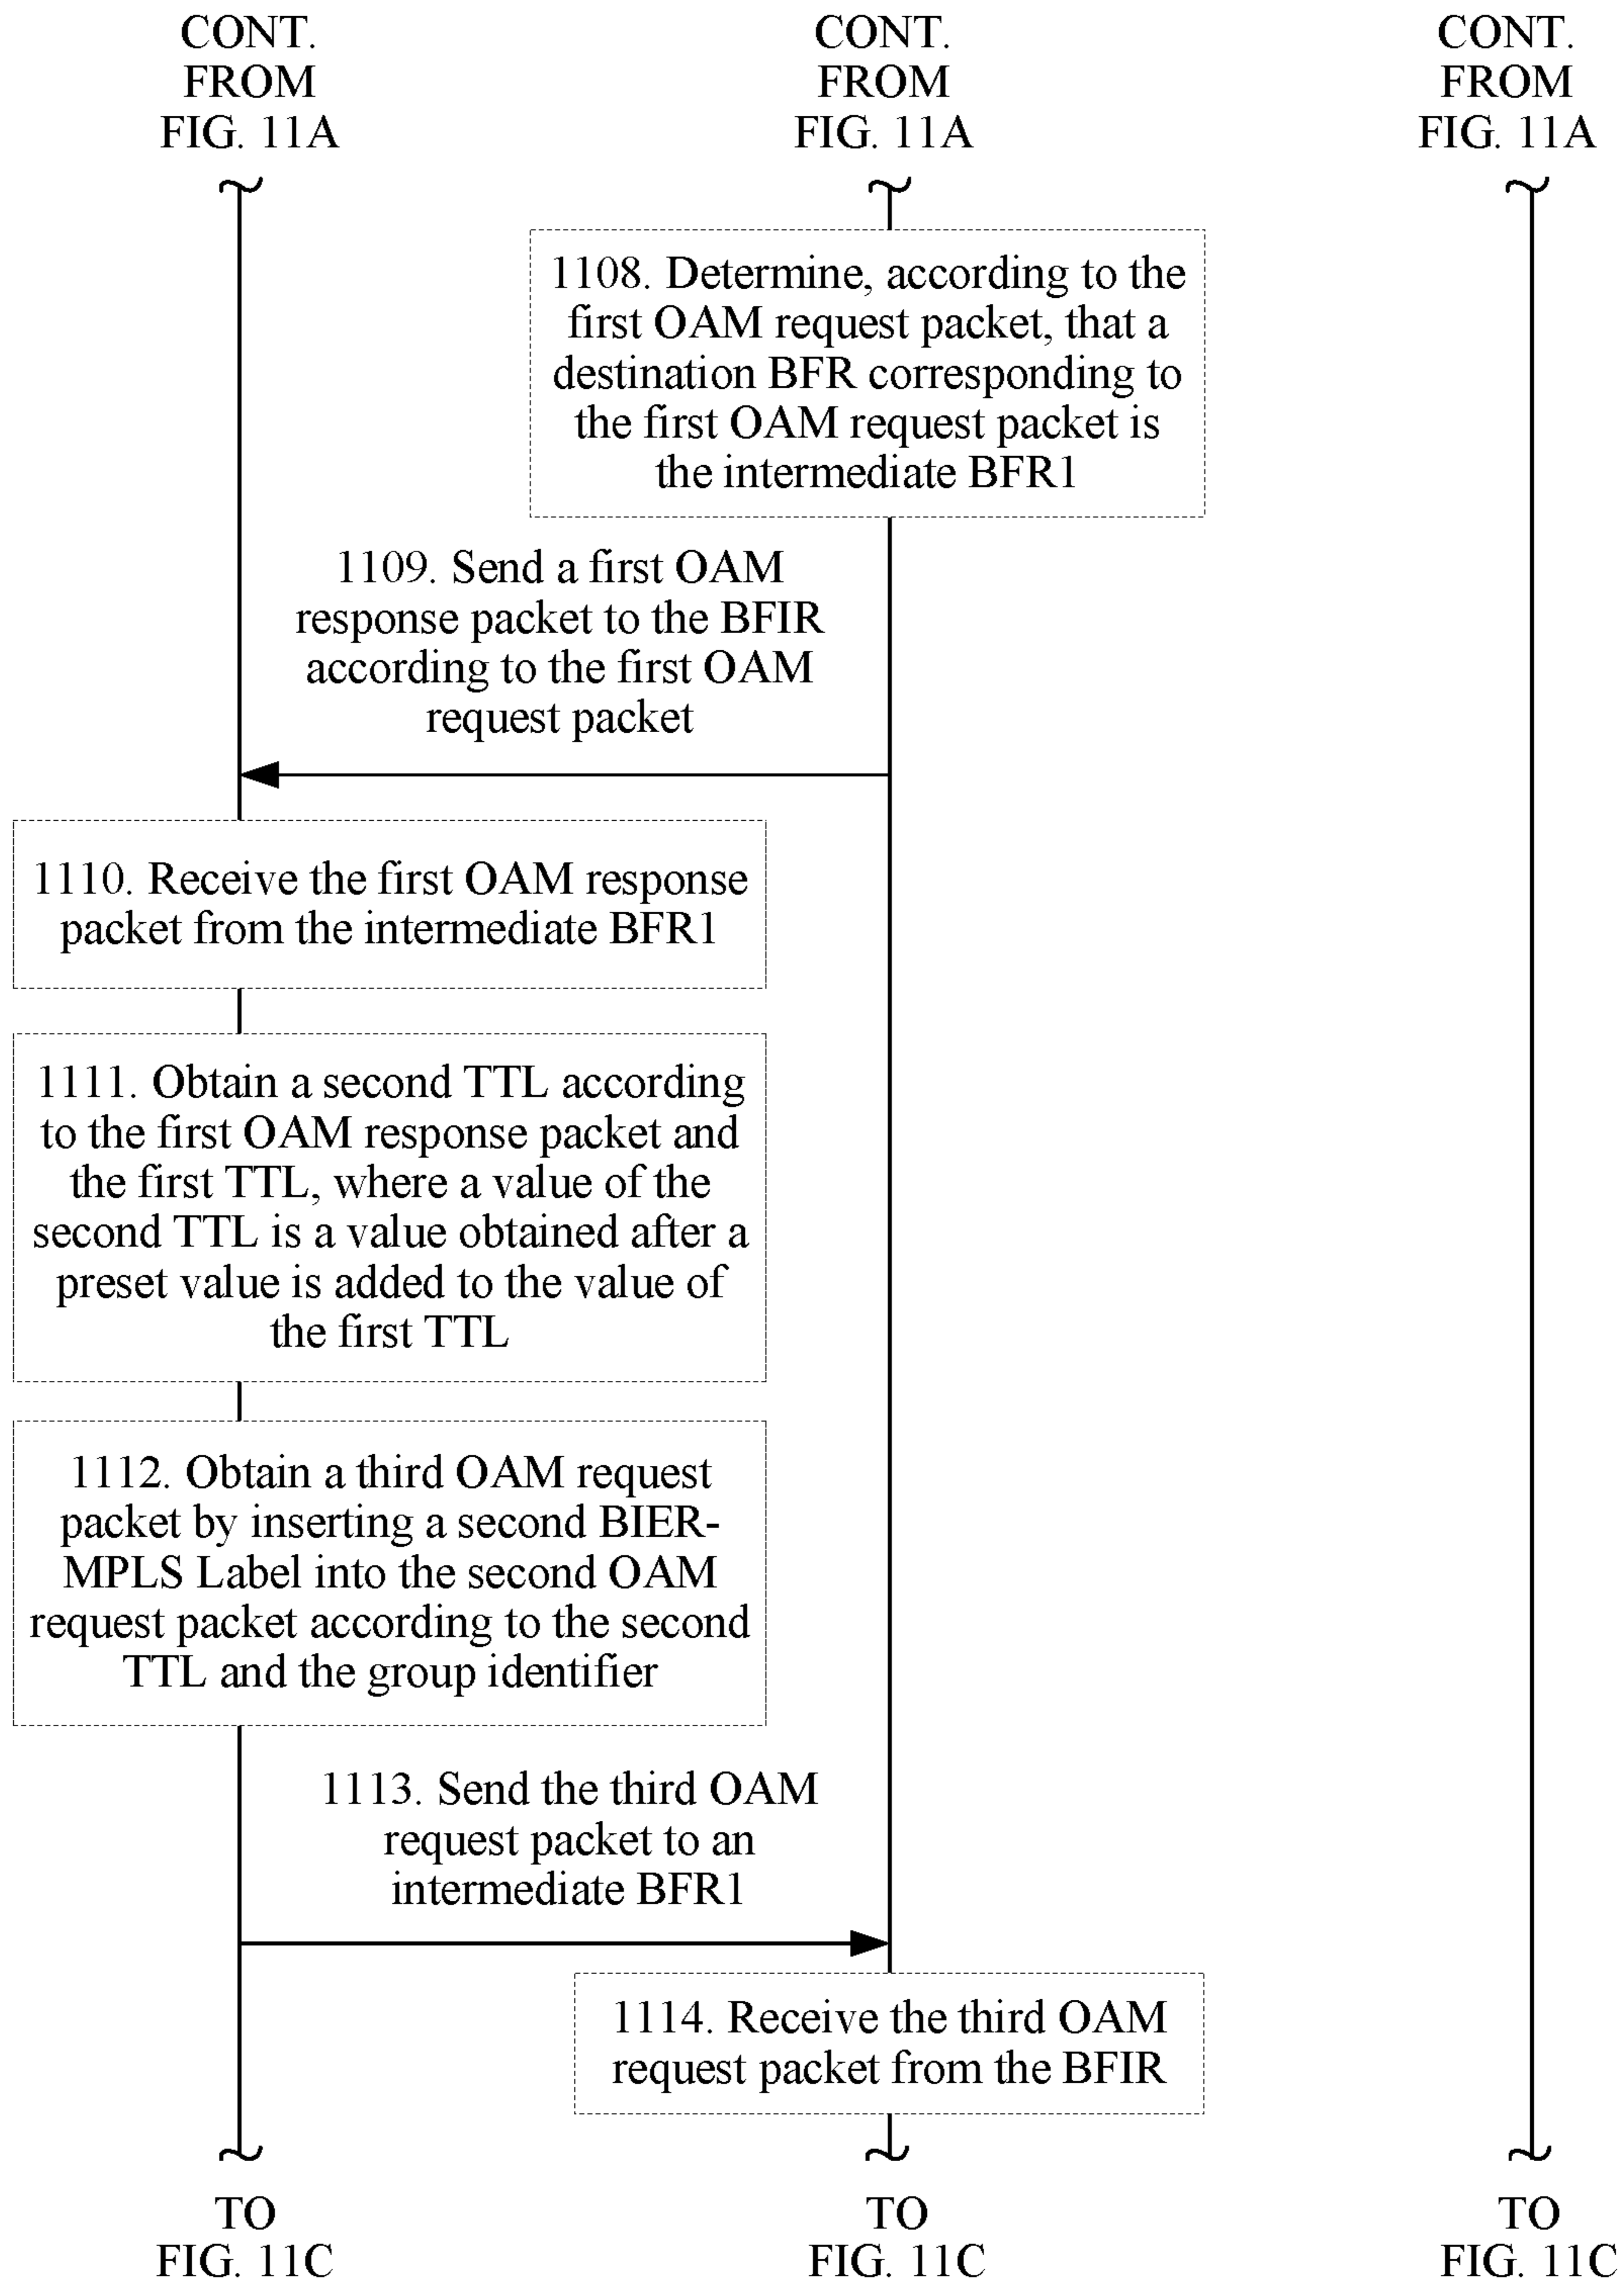 CONT.
FROM
FIG. 11A
CONT.
FROM
FIG. 11A
CONT.
FROM
FIG. 11A
1108. Determine, according to the
first OAM request packet, that a
destination BFR corresponding to
the first OAM request packet is
the intermediate BFR1
1109. Send a first OAM
response packet to the BFIR
according to the first OAM
request packet
1110. Receive the first OAM response
packet from the intermediate BFR1
1111. Obtain a second TTL according
to the first OAM response packet and
the first TTL, where a value of the
second TTL is a value obtained after a
preset value is added to the value of
the first TTL
1112. Obtain a third OAM request
packet by inserting a second BIER-
MPLS Label into the second OAM
request packet according to the second
TTL and the group identifier
1113. Send the third OAM
request packet to an
intermediate BFR1
1114. Receive the third OAM
request packet from the BFIR
TO
FIG. 11C
TO
FIG. 11C
TO
FIG. 11C